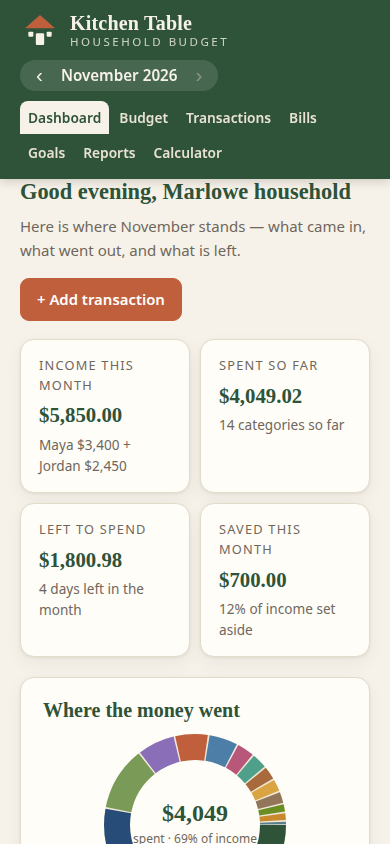 Kitchen Table
HOUSEHOLD BUDGET
‹ November 2026 ›
Dashboard Budget Transactions Bills
Goals Reports Calculator
Good evening, Marlowe household
Here is where November stands — what came in,
what went out, and what is left.
+ Add transaction
INCOME THIS
MONTH
$5,850.00
Maya $3,400 +
Jordan $2,450
SPENT SO FAR
$4,049.02
14 categories so far
LEFT TO SPEND
$1,800.98
4 days left in the
month
SAVED THIS
MONTH
$700.00
12% of income set
aside
Where the money went
$4,049
spent · 69% of income